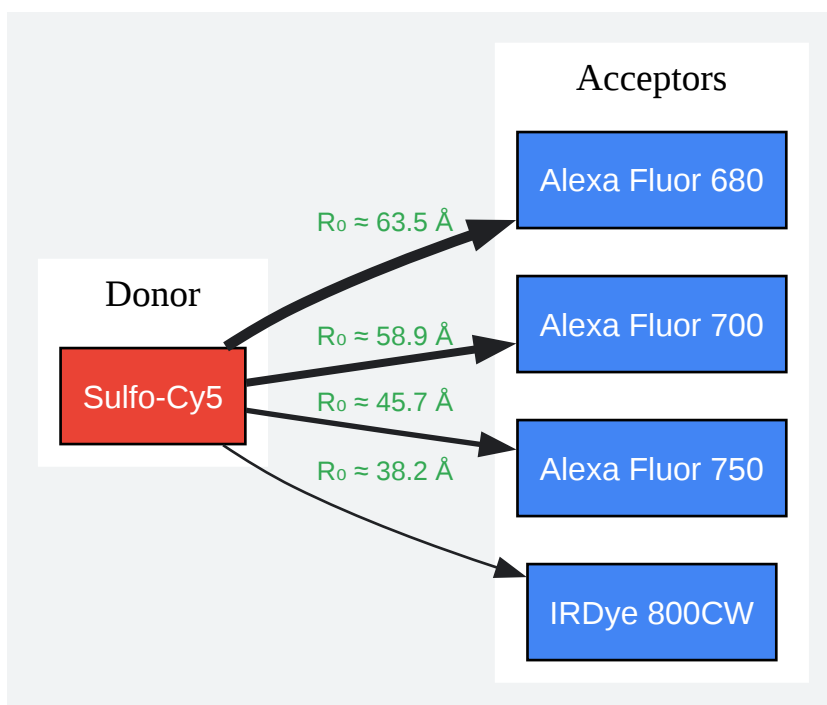 Acceptors
Alexa Fluor 680
R₀ ≈ 63.5 Å
Donor
Alexa Fluor 700
R₀ ≈ 58.9 Å
Sulfo-Cy5
R₀ ≈ 45.7 Å
Alexa Fluor 750
R₀ ≈ 38.2 Å
IRDye 800CW